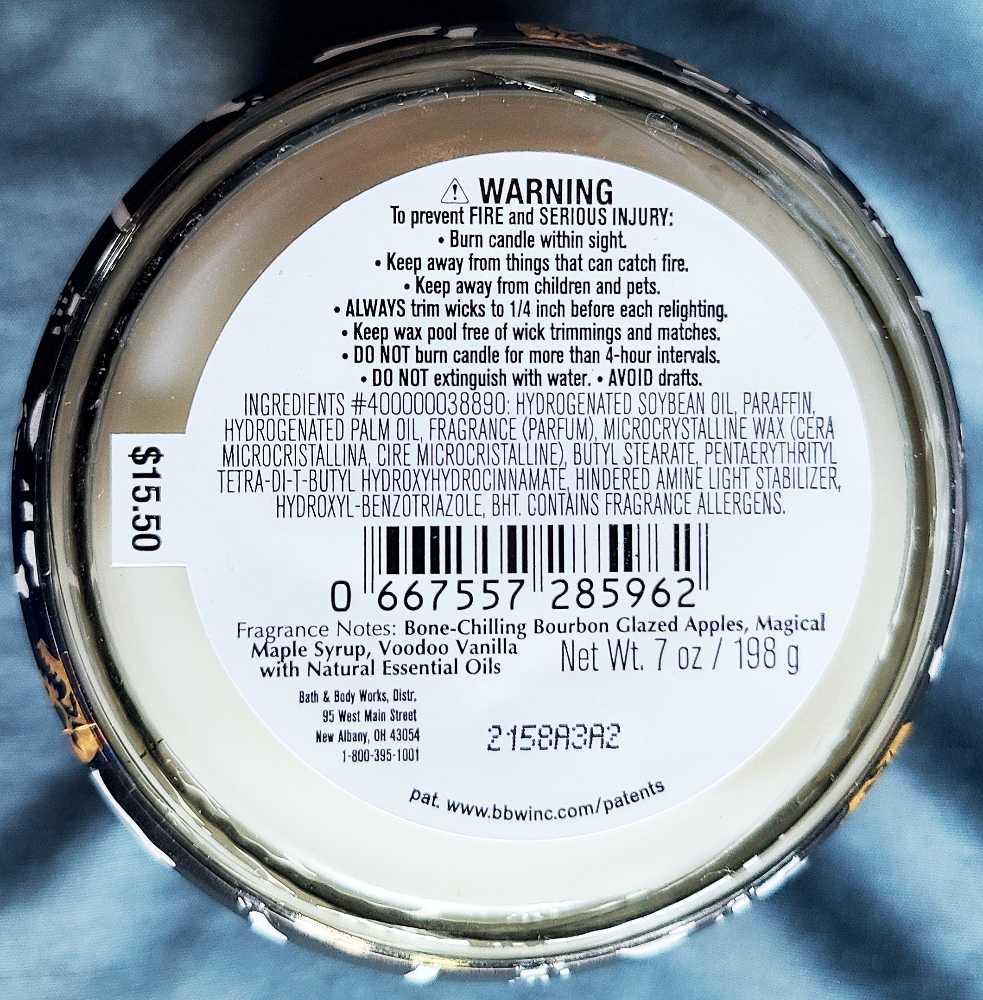 ⚠ WARNING
To prevent FIRE and SERIOUS INJURY:
• Burn candle within sight.
• Keep away from things that can catch fire.
• Keep away from children and pets.
• ALWAYS trim wicks to 1/4 inch before each relighting.
• Keep wax pool free of wick trimmings and matches.
• DO NOT burn candle for more than 4-hour intervals.
• DO NOT extinguish with water. • AVOID drafts.
INGREDIENTS #400000038890: HYDROGENATED SOYBEAN OIL, PARAFFIN,
HYDROGENATED PALM OIL, FRAGRANCE (PARFUM), MICROCRYSTALLINE WAX (CERA
MICROCRISTALLINA, CIRE MICROCRISTALLINE), BUTYL STEARATE, PENTAERYTHRITYL
TETRA-DI-T-BUTYL HYDROXYHYDROCINNAMATE, HINDERED AMINE LIGHT STABILIZER,
HYDROXYL-BENZOTRIAZOLE, BHT. CONTAINS FRAGRANCE ALLERGENS.
$15.50
0 667557 285962
Fragrance Notes: Bone-Chilling Bourbon Glazed Apples, Magical
Maple Syrup, Voodoo Vanilla
with Natural Essential Oils
Net Wt. 7 oz / 198 g
Bath & Body Works, Distr.
95 West Main Street
New Albany, OH 43054
1-800-395-1001
2158A3A2
pat. www.bbwinc.com/patents